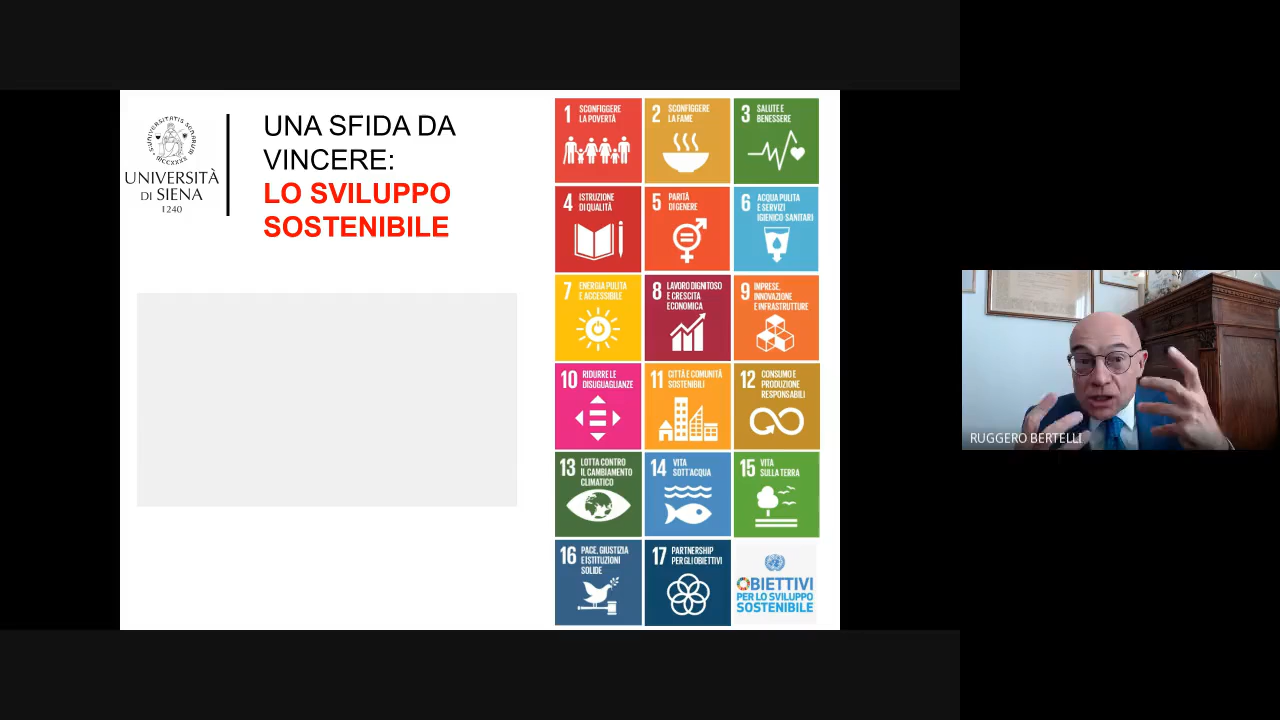 UNIVERSITÀ
DI SIENA
1240
UNA SFIDA DA
VINCERE:
LO SVILUPPO
SOSTENIBILE
1 SCONFIGGERE
LA POVERTÀ
2 SCONFIGGERE
LA FAME
3 SALUTE E
BENESSERE
4 ISTRUZIONE
DI QUALITÀ
5 PARITÀ
DI GENERE
6 ACQUA PULITA
E SERVIZI
IGIENICO-SANITARI
7 ENERGIA PULITA
E ACCESSIBILE
8 LAVORO DIGNITOSO
E CRESCITA
ECONOMICA
9 IMPRESE,
INNOVAZIONE
E INFRASTRUTTURE
10 RIDURRE LE
DISUGUAGLIANZE
11 CITTÀ E COMUNITÀ
SOSTENIBILI
12 CONSUMO E
PRODUZIONE
RESPONSABILI
13 LOTTA CONTRO
IL CAMBIAMENTO
CLIMATICO
14 VITA
SOTT'ACQUA
15 VITA
SULLA TERRA
16 PACE, GIUSTIZIA
E ISTITUZIONI
SOLIDE
17 PARTNERSHIP
PER GLI OBIETTIVI
OBIETTIVI
PER LO SVILUPPO
SOSTENIBILE
RUGGERO BERTELLI